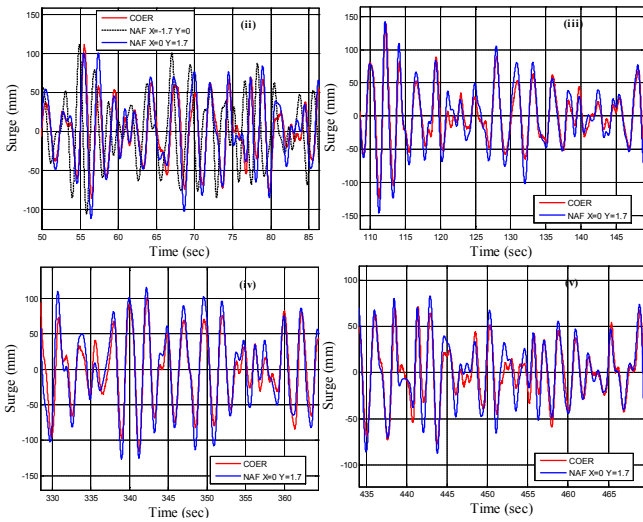 (ii)
COER
NAF X=-1.7 Y=0
NAF X=0 Y=1.7
Surge (mm)
100
50
0
-50
-100
50 55 60 65 70 75 80 85
Time (sec)
(iii)
Surge (mm)
150
100
50
0
-50
-100
-150
COER
NAF X=0 Y=1.7
110 115 120 125 130 135 140 145
Time (sec)
(iv)
Surge (mm)
100
50
0
-50
-100
-150
COER
NAF X=0 Y=1.7
330 335 340 345 350 355 360
Time (sec)
(v)
Surge (mm)
100
50
0
-50
-100
COER
NAF X=0 Y=1.7
435 440 445 450 455 460 465
Time (sec)